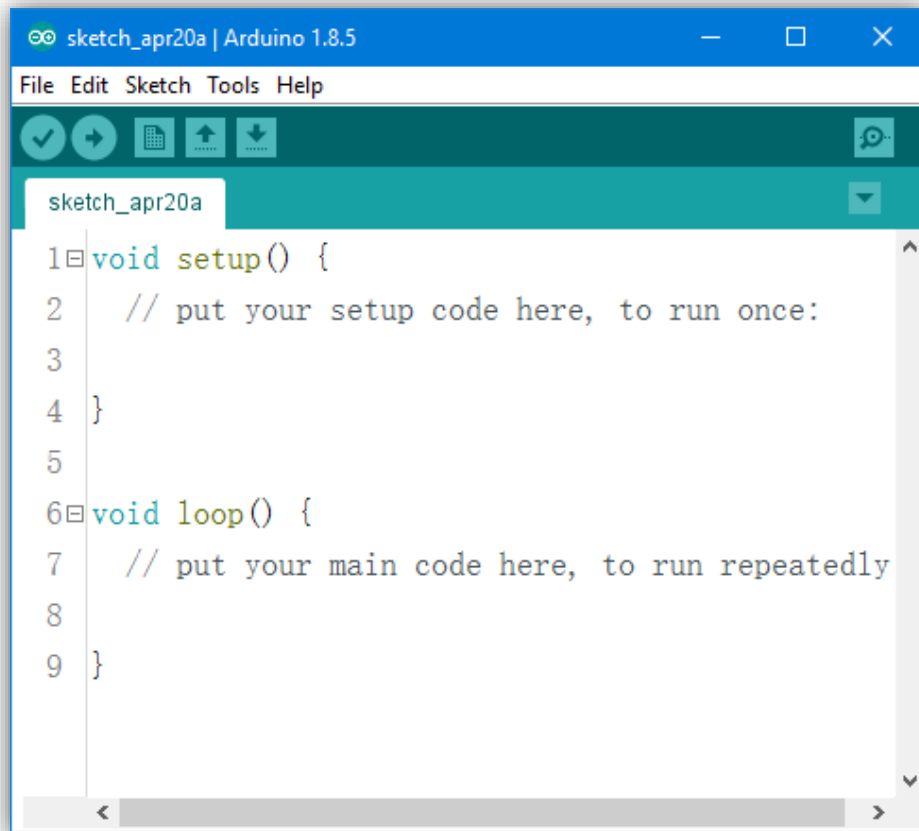 sketch_apr20a | Arduino 1.8.5
File Edit Sketch Tools Help
sketch_apr20a
1 void setup() {
2 // put your setup code here, to run once:
3
4 }
5
6 void loop() {
7 // put your main code here, to run repeatedly
8
9 }